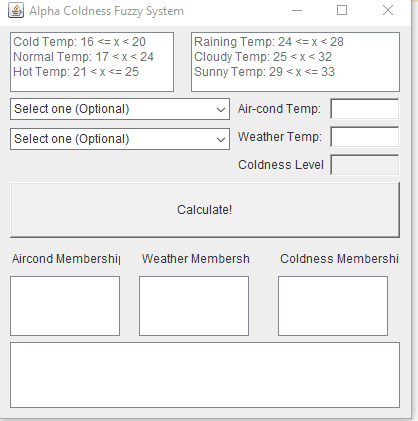 Alpha Coldness Fuzzy System
Cold Temp: 16 <= x < 20
Normal Temp: 17 < x < 24
Hot Temp: 21 < x <= 25
Raining Temp: 24 <= x < 28
Cloudy Temp: 25 < x < 32
Sunny Temp: 29 < x <= 33
Select one (Optional)
Air-cond Temp:
Select one (Optional)
Weather Temp:
Coldness Level
Calculate!
Aircond Membership
Weather Membersh
Coldness Membershi